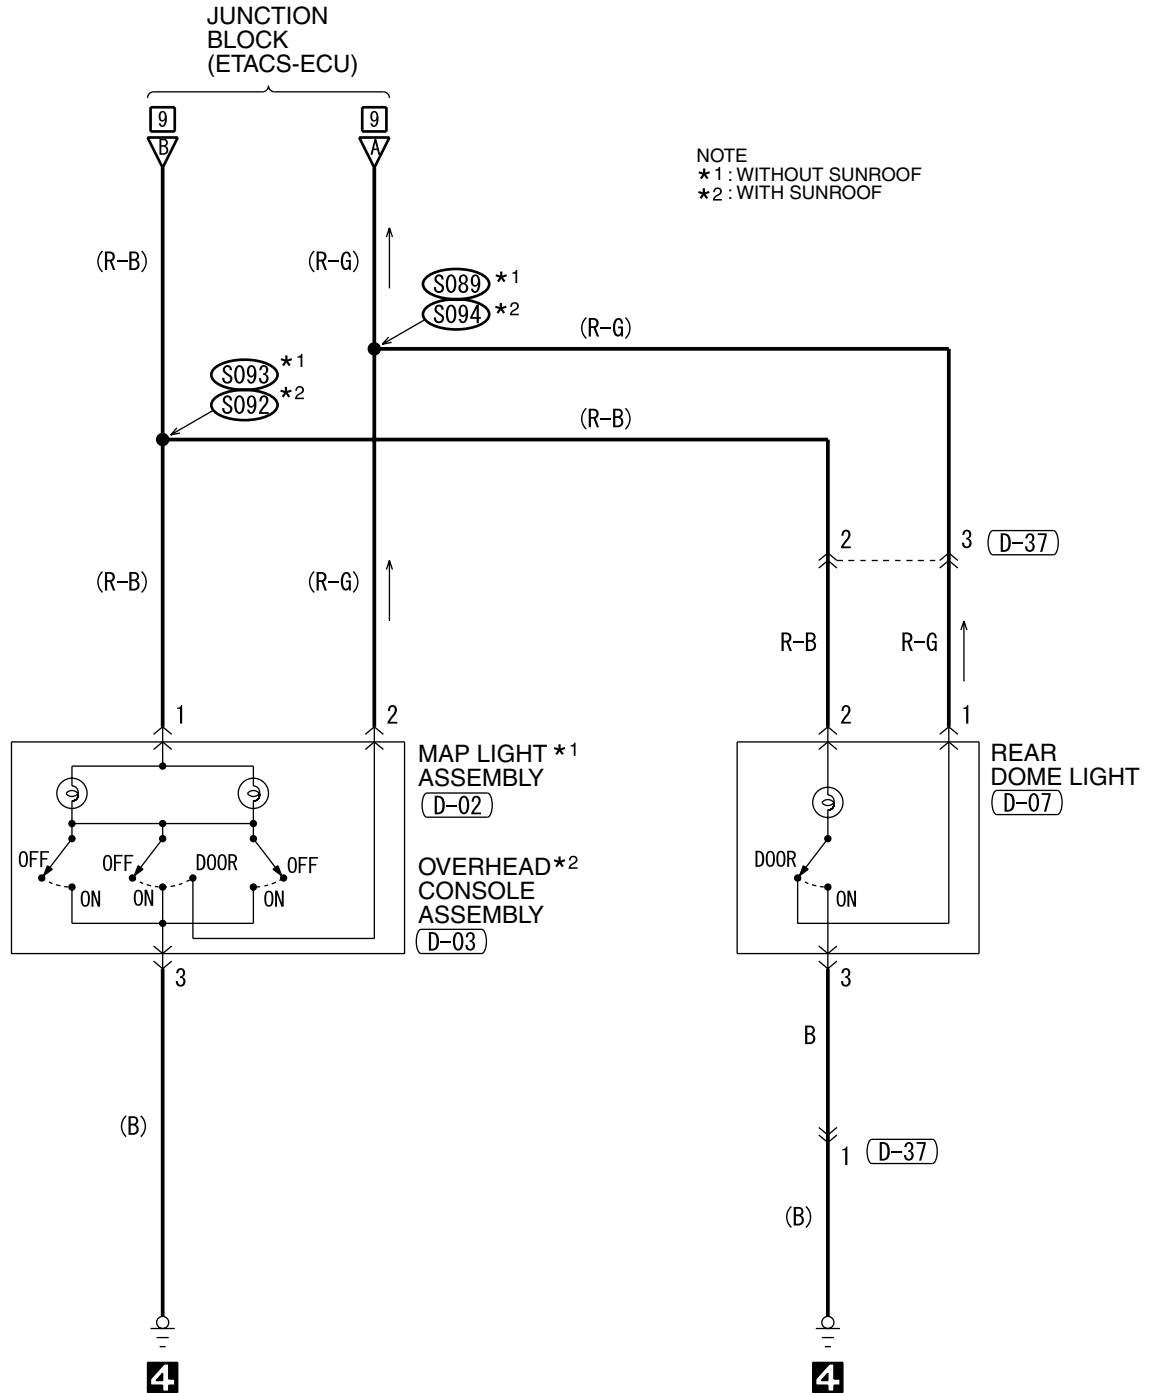 JUNCTION
BLOCK
(ETACS-ECU)
9
9
B
A
NOTE
*1 : WITHOUT SUNROOF
*2 : WITH SUNROOF
(R-B)
(R-G)
S089 *1
S094 *2
(R-G)
S093 *1
S092 *2
(R-B)
2
3
D-37
(R-B)
(R-G)
R-B
R-G
1
2
2
1
MAP LIGHT *1
ASSEMBLY
D-02
REAR
DOME LIGHT
D-07
OFF
OFF
DOOR
OFF
ON
ON
ON
OVERHEAD*2
CONSOLE
ASSEMBLY
D-03
DOOR
ON
3
3
B
(B)
1
D-37
(B)
4
4